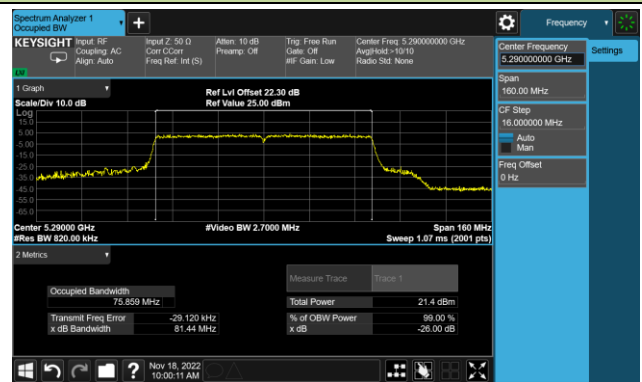 Spectrum Analyzer 1
Occupied BW
Frequency
KEYSIGHT
Input: RF
Coupling: AC
Align: Auto
Input Z: 50 Ω
Corr CCorr
Freq Ref: Int (S)
Atten: 10 dB
Preamp: Off
Trig: Free Run
Gate: Off
#IF Gain: Low
Center Freq: 5.290000000 GHz
Avg|Hold:>10/10
Radio Std: None
Center Frequency
5.290000000 GHz
Settings
Span
160.00 MHz
CF Step
16.000000 MHz
Auto
Man
Freq Offset
0 Hz
1 Graph
Scale/Div 10.0 dB
Ref Lvl Offset 22.30 dB
Ref Value 25.00 dBm
Log
15.0
5.00
-5.00
-15.0
-25.0
-35.0
-45.0
-55.0
-65.0
Center 5.29000 GHz
#Res BW 820.00 kHz
#Video BW 2.7000 MHz
Span 160 MHz
Sweep 1.07 ms (2001 pts)
2 Metrics
Measure Trace
Trace 1
Occupied Bandwidth
75.859 MHz
Total Power
21.4 dBm
Transmit Freq Error
-29.120 kHz
% of OBW Power
99.00 %
x dB Bandwidth
81.44 MHz
x dB
-26.00 dB
?
Nov 18, 2022
10:00:11 AM